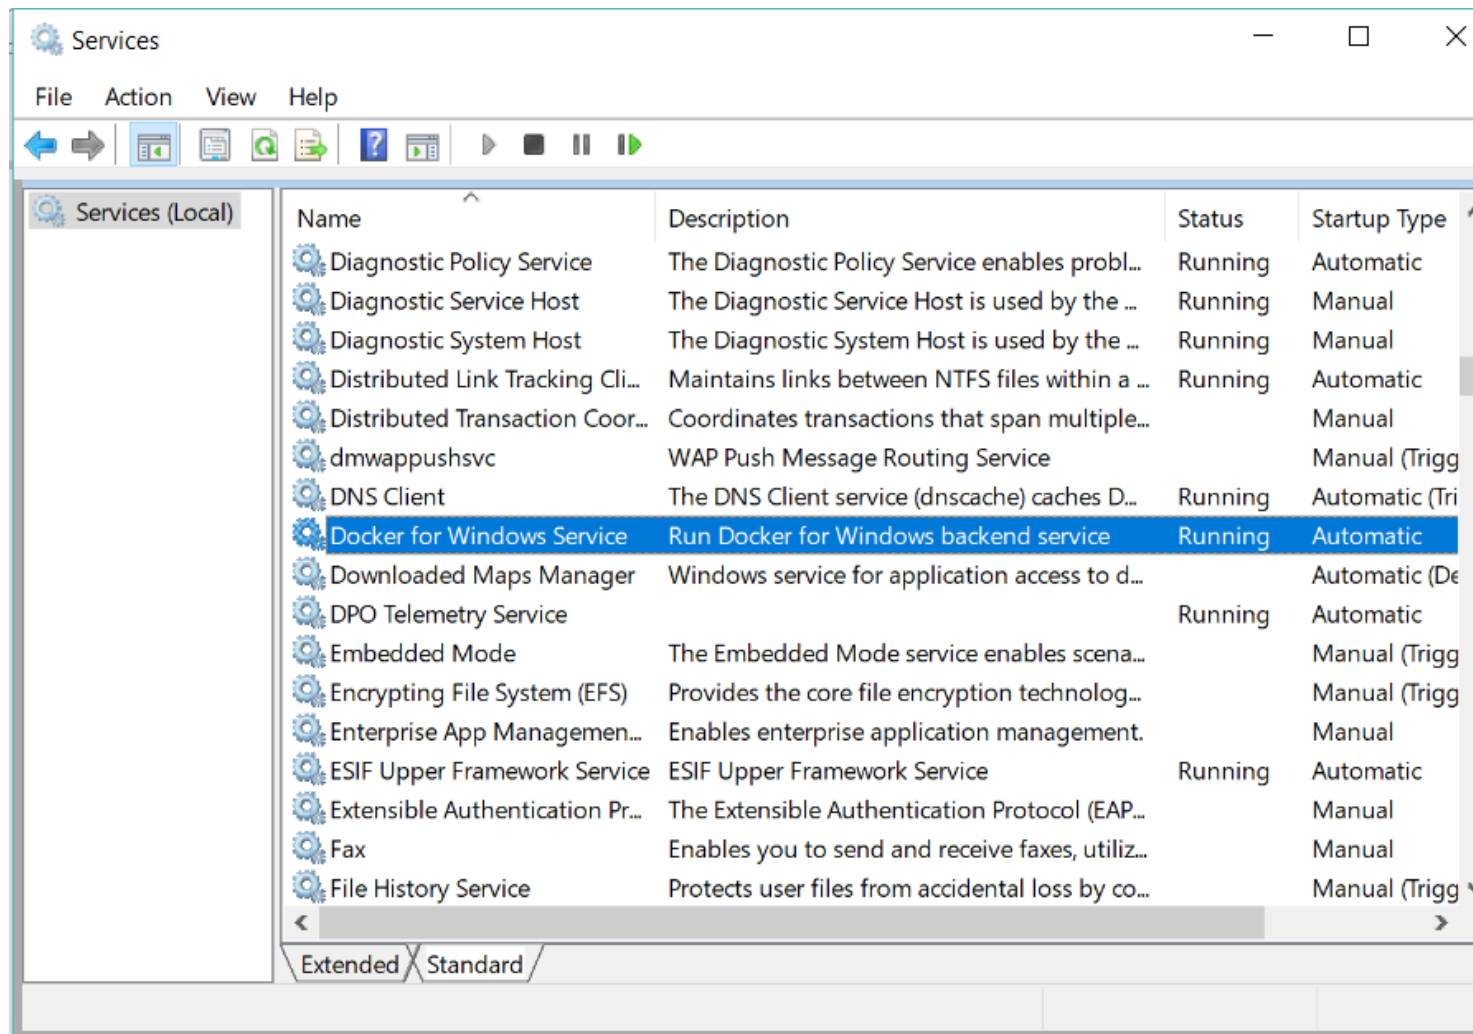 Services
File Action View Help
Services (Local)
Name Description Status Startup Type
Diagnostic Policy Service The Diagnostic Policy Service enables probl... Running Automatic
Diagnostic Service Host The Diagnostic Service Host is used by the ... Running Manual
Diagnostic System Host The Diagnostic System Host is used by the ... Running Manual
Distributed Link Tracking Cli... Maintains links between NTFS files within a ... Running Automatic
Distributed Transaction Coor... Coordinates transactions that span multiple... Manual
dmwappushsvc WAP Push Message Routing Service Manual (Trigg
DNS Client The DNS Client service (dnscache) caches D... Running Automatic (Tri
Docker for Windows Service Run Docker for Windows backend service Running Automatic
Downloaded Maps Manager Windows service for application access to d... Automatic (De
DPO Telemetry Service Running Automatic
Embedded Mode The Embedded Mode service enables scena... Manual (Trigg
Encrypting File System (EFS) Provides the core file encryption technolog... Manual (Trigg
Enterprise App Managemen... Enables enterprise application management. Manual
ESIF Upper Framework Service ESIF Upper Framework Service Running Automatic
Extensible Authentication Pr... The Extensible Authentication Protocol (EAP... Manual
Fax Enables you to send and receive faxes, utiliz... Manual
File History Service Protects user files from accidental loss by co... Manual (Trigg
Extended Standard